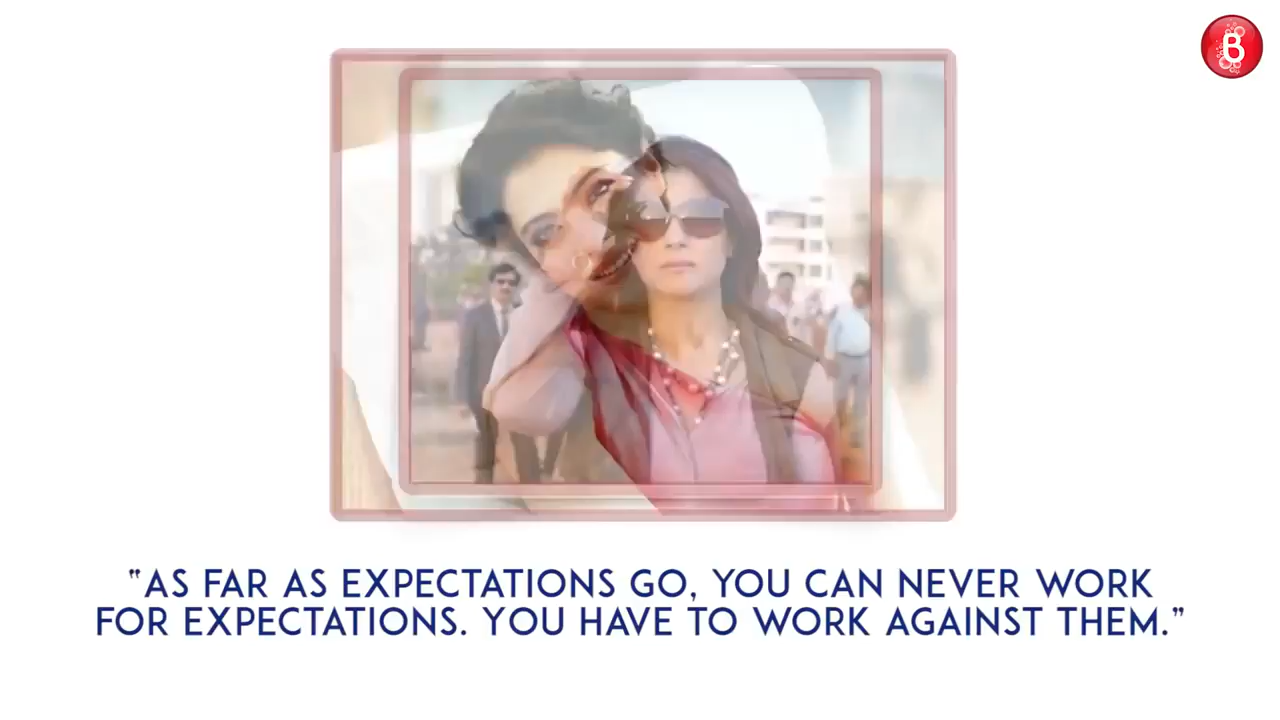 B
"AS FAR AS EXPECTATIONS GO, YOU CAN NEVER WORK
FOR EXPECTATIONS. YOU HAVE TO WORK AGAINST THEM."